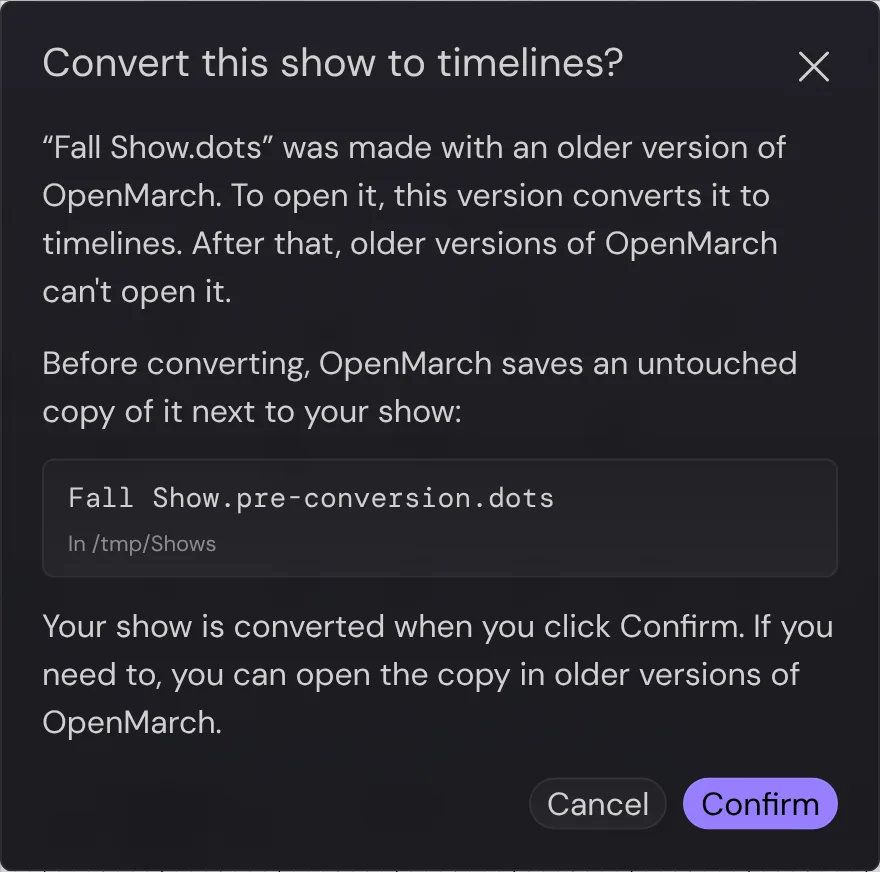 Convert this show to timelines?
“Fall Show.dots” was made with an older version of
OpenMarch. To open it, this version converts it to
timelines. After that, older versions of OpenMarch
can't open it.
Before converting, OpenMarch saves an untouched
copy of it next to your show:
Fall Show.pre-conversion.dots
In /tmp/Shows
Your show is converted when you click Confirm. If you
need to, you can open the copy in older versions of
OpenMarch.
Cancel
Confirm